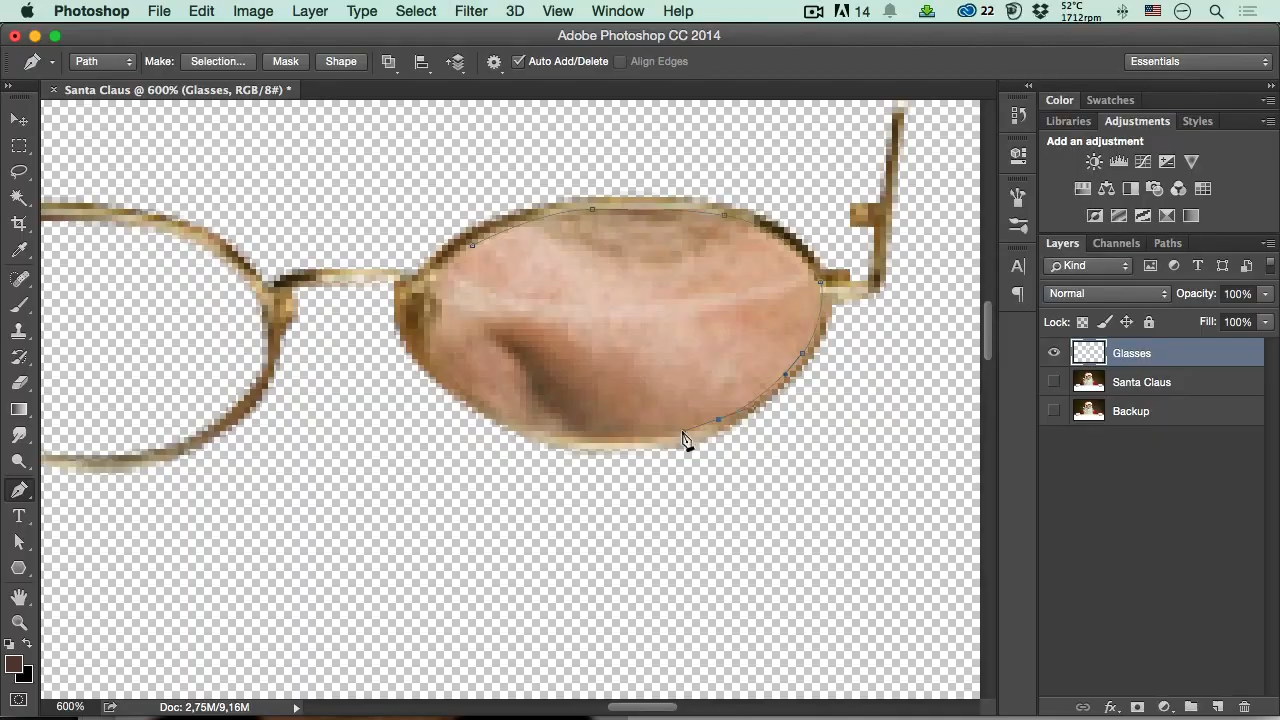 Photoshop File Edit Image Layer Type Select Filter 3D View Window Help 14 22 52°C 1712rpm
Adobe Photoshop CC 2014
Path Make: Selection... Mask Shape Auto Add/Delete Align Edges Essentials
× Santa Claus @ 600% (Glasses, RGB/8#) *
Color Swatches
Libraries Adjustments Styles
Add an adjustment
Layers Channels Paths
Kind
Normal Opacity: 100%
Lock: Fill: 100%
Glasses
Santa Claus
Backup
600% Doc: 2,75M/9,16M